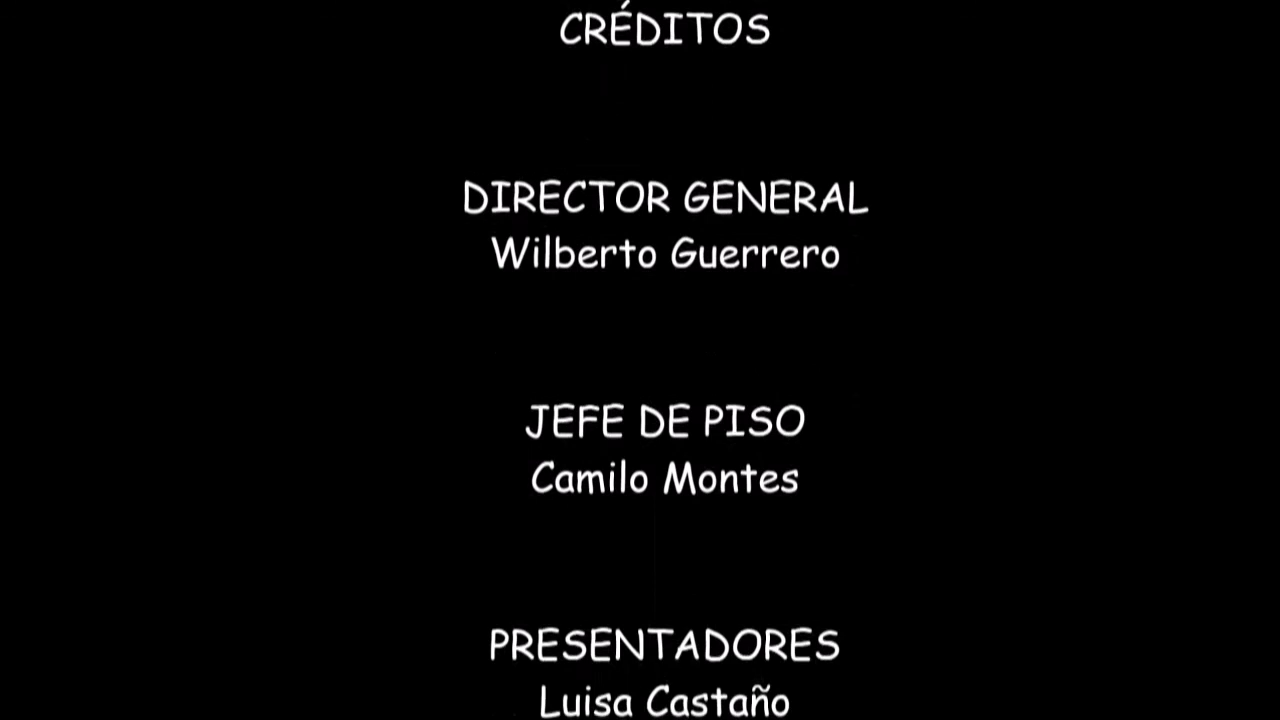 CRÉDITOS
DIRECTOR GENERAL
Wilberto Guerrero
JEFE DE PISO
Camilo Montes
PRESENTADORES
Luisa Castaño